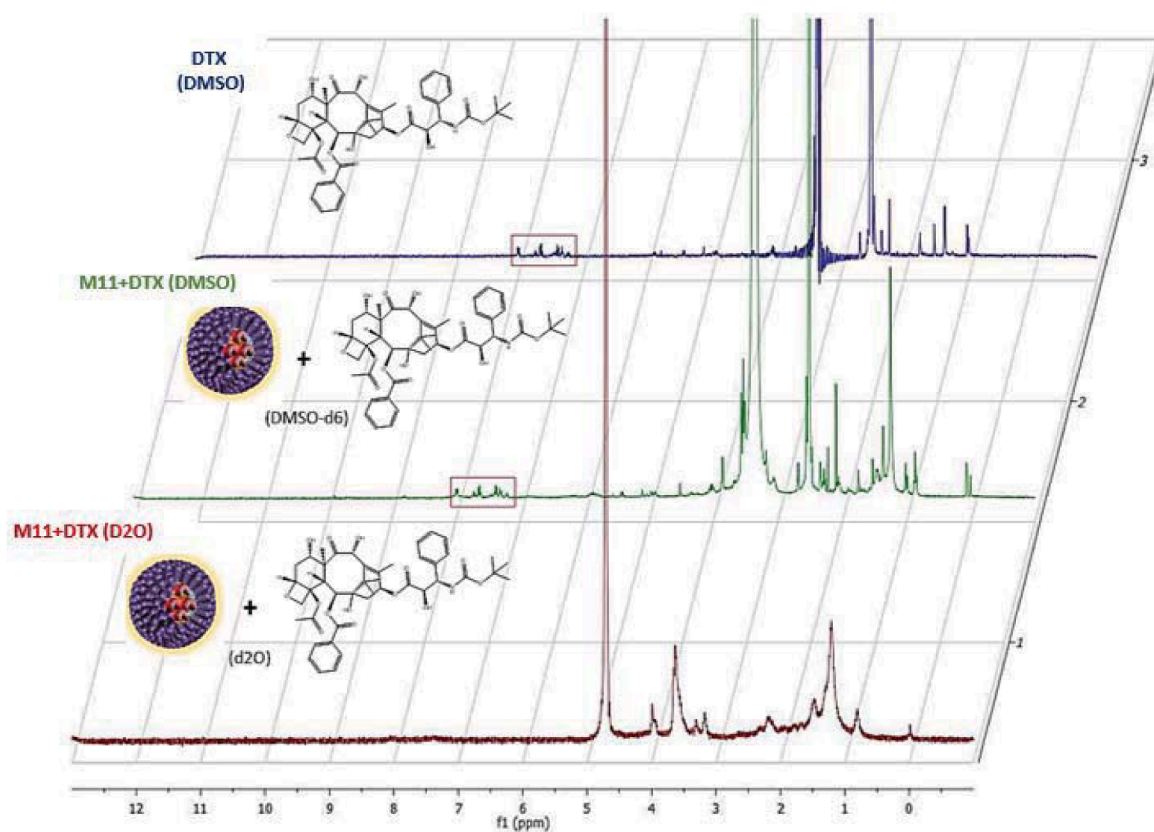 DTX
(DMSO)
3
M11+DTX (DMSO)
+
(DMSO-d6)
2
M11+DTX (D2O)
+
(d2O)
1
12 11 10 9 8 7 6 5 4 3 2 1 0
f1 (ppm)